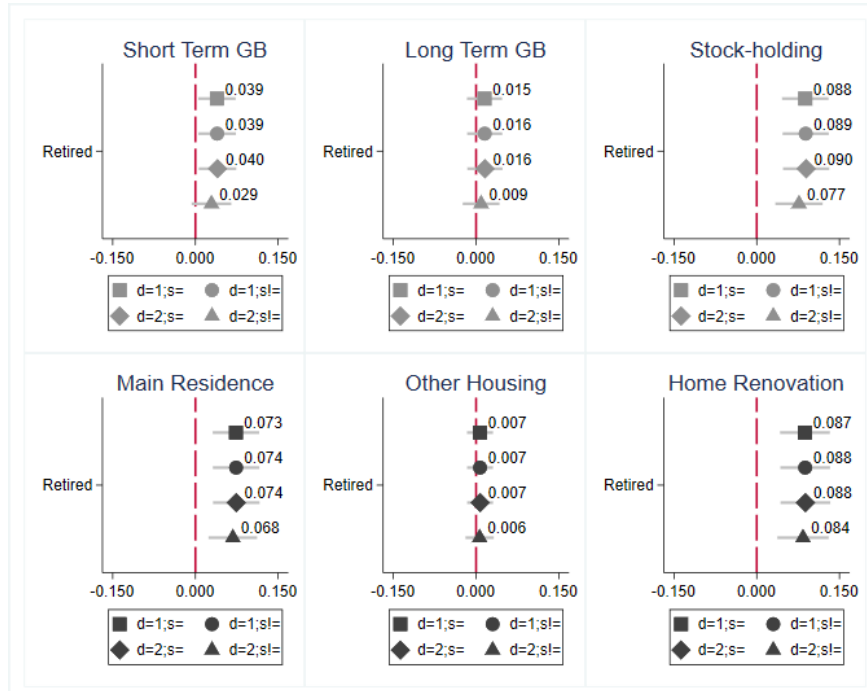 Short Term GB
0.039
0.039
Retired
0.040
0.029
-0.150 0.000 0.150
d=1;s= d=1;s!=
d=2;s= d=2;s!=
Long Term GB
0.015
0.016
Retired
0.016
0.009
-0.150 0.000 0.150
d=1;s= d=1;s!=
d=2;s= d=2;s!=
Stock-holding
0.088
0.089
Retired
0.090
0.077
-0.150 0.000 0.150
d=1;s= d=1;s!=
d=2;s= d=2;s!=
Main Residence
0.073
0.074
Retired
0.074
0.068
-0.150 0.000 0.150
d=1;s= d=1;s!=
d=2;s= d=2;s!=
Other Housing
0.007
0.007
Retired
0.007
0.006
-0.150 0.000 0.150
d=1;s= d=1;s!=
d=2;s= d=2;s!=
Home Renovation
0.087
0.088
Retired
0.088
0.084
-0.150 0.000 0.150
d=1;s= d=1;s!=
d=2;s= d=2;s!=